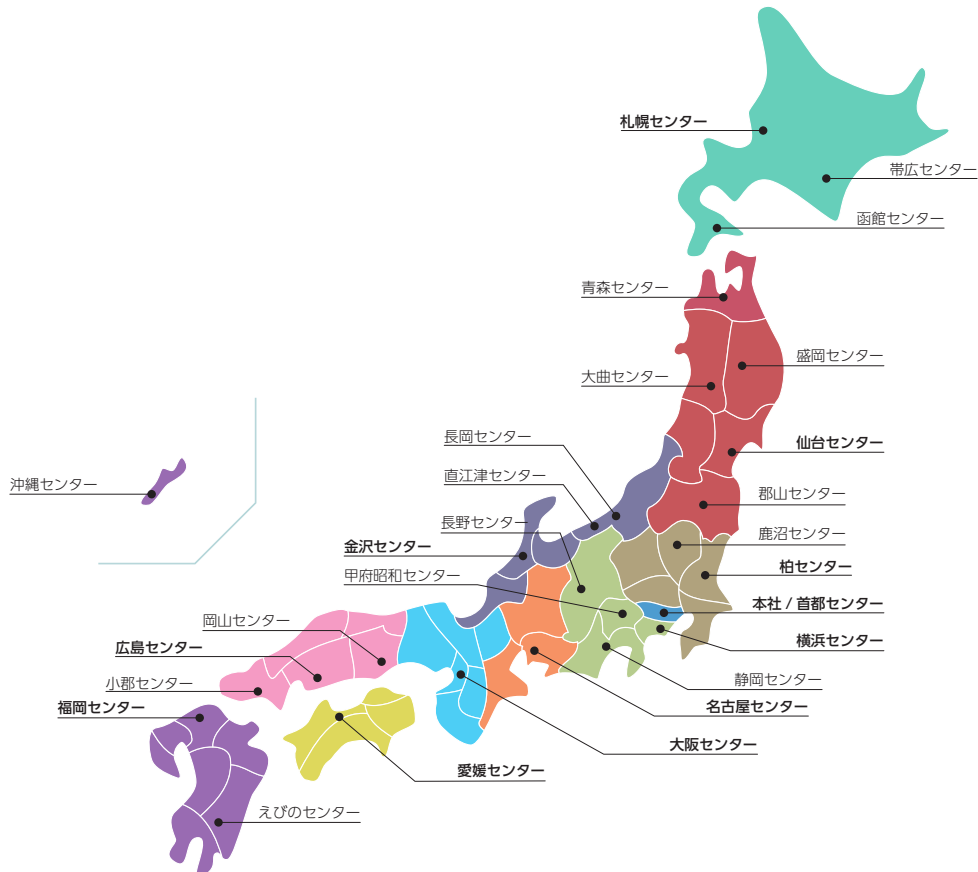 札幌センター
帯広センター
函館センター
青森センター
盛岡センター
大曲センター
長岡センター
仙台センター
直江津センター
沖縄センター
郡山センター
長野センター
鹿沼センター
金沢センター
柏センター
甲府昭和センター
本社 / 首都センター
岡山センター
広島センター
横浜センター
小郡センター
静岡センター
福岡センター
名古屋センター
大阪センター
愛媛センター
えびのセンター